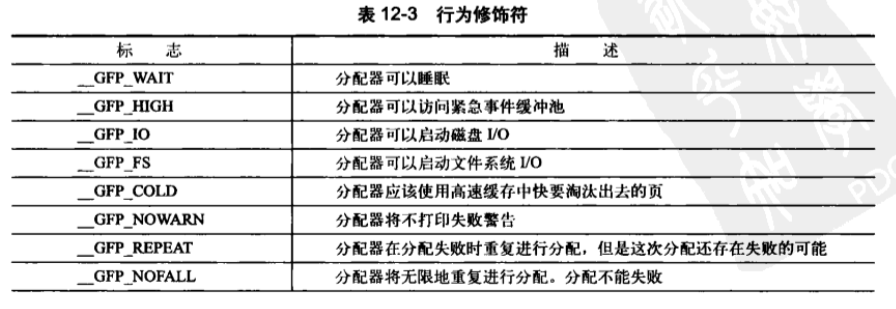 表 12-3 行为修饰符
标 志 描 述
__GFP_WAIT 分配器可以睡眠
__GFP_HIGH 分配器可以访问紧急事件缓冲池
__GFP_IO 分配器可以启动磁盘 I/O
__GFP_FS 分配器可以启动文件系统 I/O
__GFP_COLD 分配器应该使用高速缓存中快要淘汰出去的页
__GFP_NOWARN 分配器将不打印失败警告
__GFP_REPEAT 分配器在分配失败时重复进行分配，但是这次分配还存在失败的可能
__GFP_NOFALL 分配器将无限地重复进行分配。分配不能失败
PDG